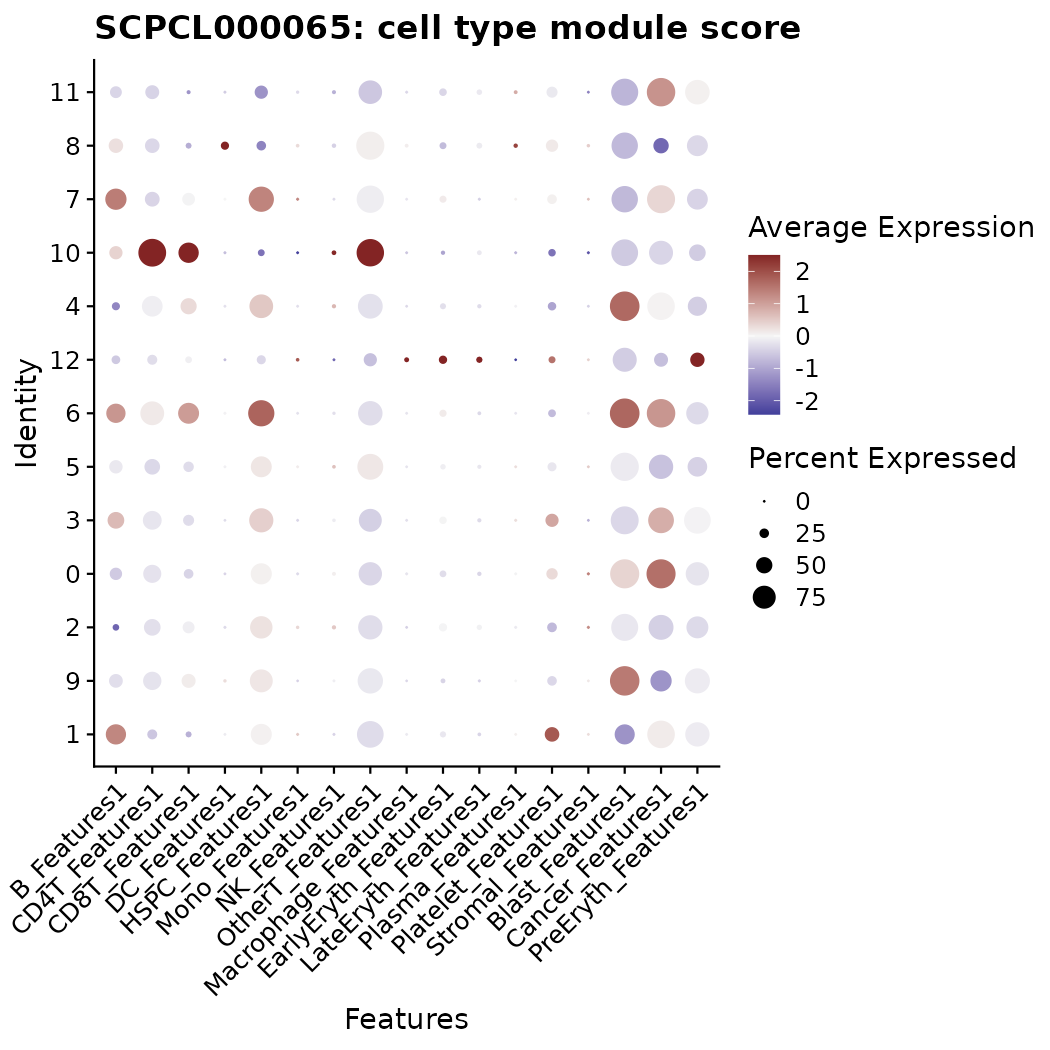 SCPCL000065: cell type module score
Identity
11
8
7
10
4
12
6
5
3
0
2
9
1
B_Features1
CD4T_Features1
CD8T_Features1
DC_Features1
HSPC_Features1
Mono_Features1
NK_Features1
OtherT_Features1
Macrophage_Features1
EarlyEryth_Features1
LateEryth_Features1
Plasma_Features1
Platelet_Features1
Stromal_Features1
Blast_Features1
Cancer_Features1
PreEryth_Features1
Features
Average Expression
2
1
0
-1
-2
Percent Expressed
0
25
50
75